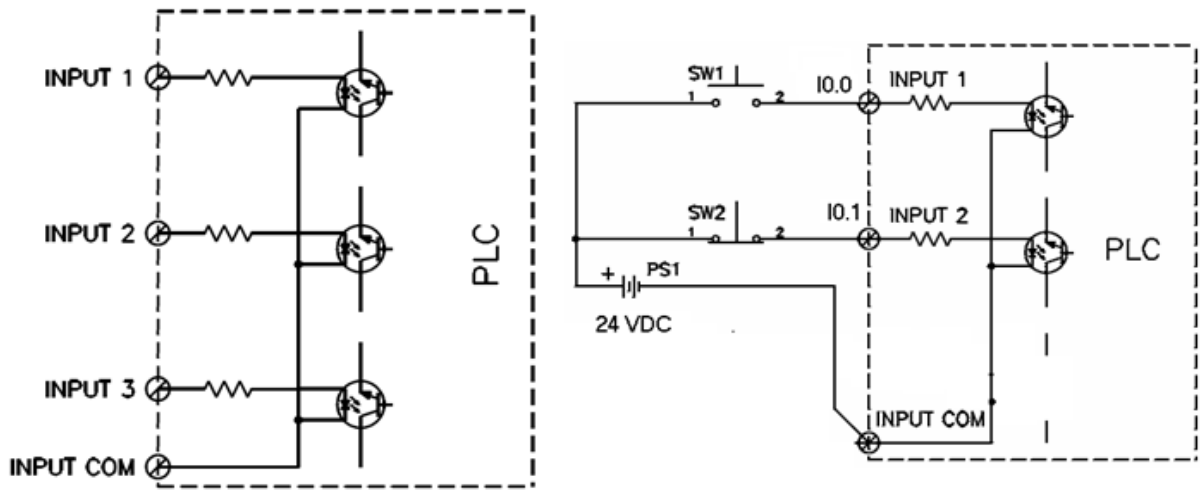 INPUT 1
INPUT 2
INPUT 3
INPUT COM
PLC
SW1
1 2
I0.0
INPUT 1
SW2
1 2
I0.1
INPUT 2
+ PS1
24 VDC
INPUT COM
PLC